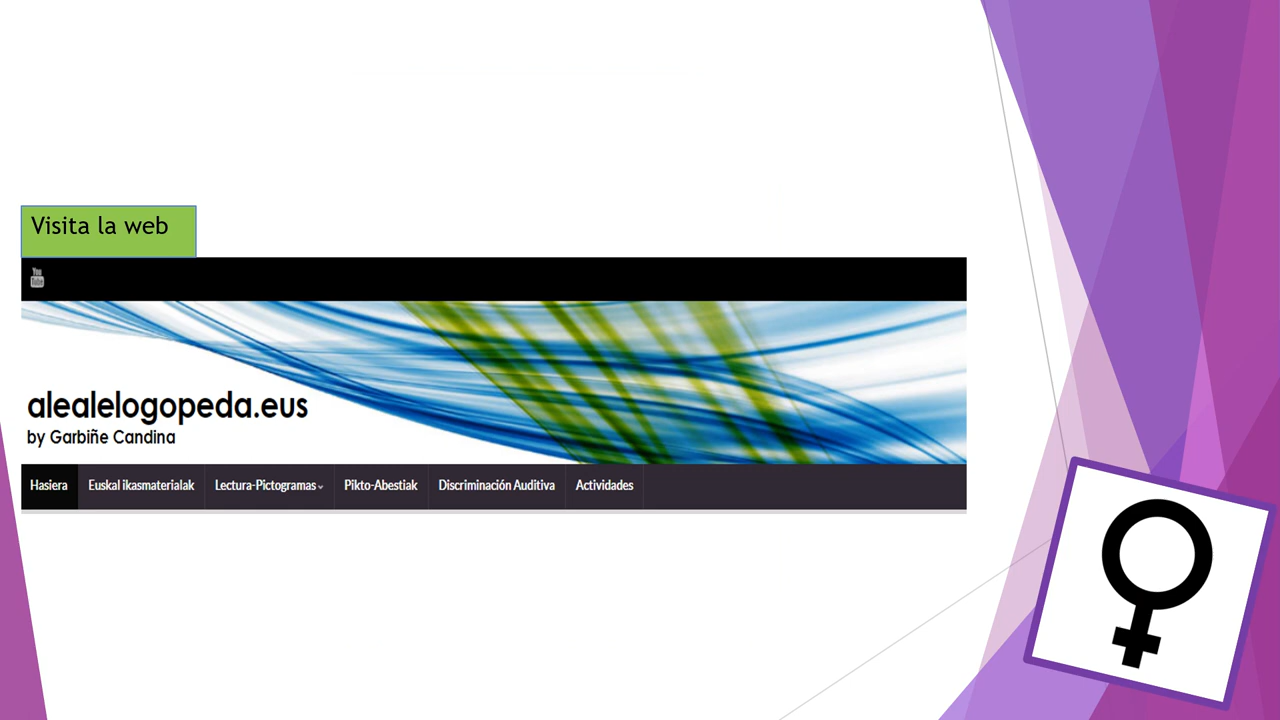 Visita la web
You
Tube
alealelogopeda.eus
by Garbiñe Candina
Hasiera Euskal ikasmaterialak Lectura-Pictogramas Pikto-Abestiak Discriminación Auditiva Actividades